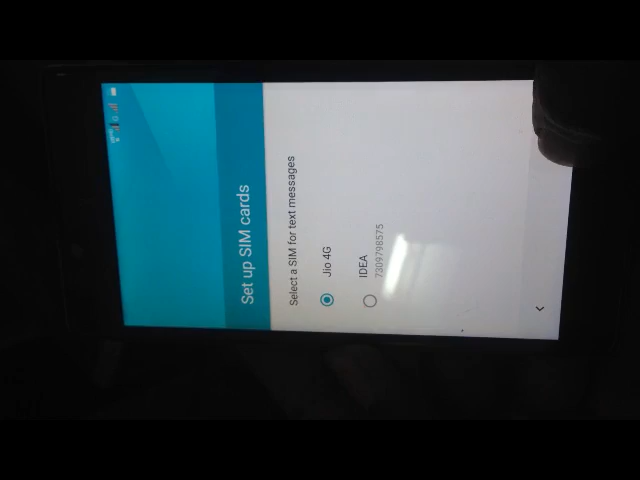 Set up SIM cards
Select a SIM for text messages
Jio 4G
IDEA
7309798575